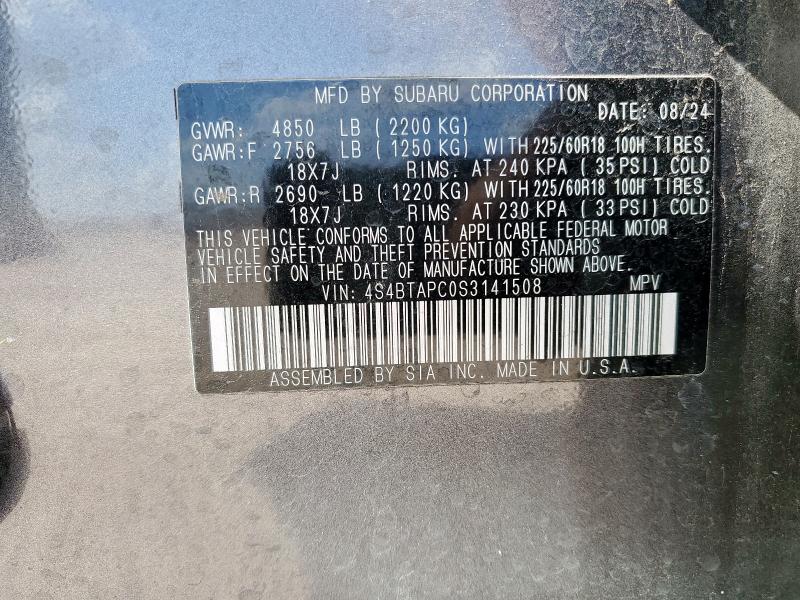 MFD BY SUBARU CORPORATION
DATE: 08/24
GVWR: 4850 LB ( 2200 KG)
GAWR:F 2756 LB ( 1250 KG) WITH 225/60R18 100H TIRES.
18X7J RIMS. AT 240 KPA ( 35 PSI) COLD
GAWR:R 2690 LB ( 1220 KG) WITH 225/60R18 100H TIRES.
18X7J RIMS. AT 230 KPA ( 33 PSI) COLD
THIS VEHICLE CONFORMS TO ALL APPLICABLE FEDERAL MOTOR
VEHICLE SAFETY AND THEFT PREVENTION STANDARDS
IN EFFECT ON THE DATE OF MANUFACTURE SHOWN ABOVE.
VIN: 4S4BTAPC0S3141508 MPV
ASSEMBLED BY SIA INC. MADE IN U.S.A.